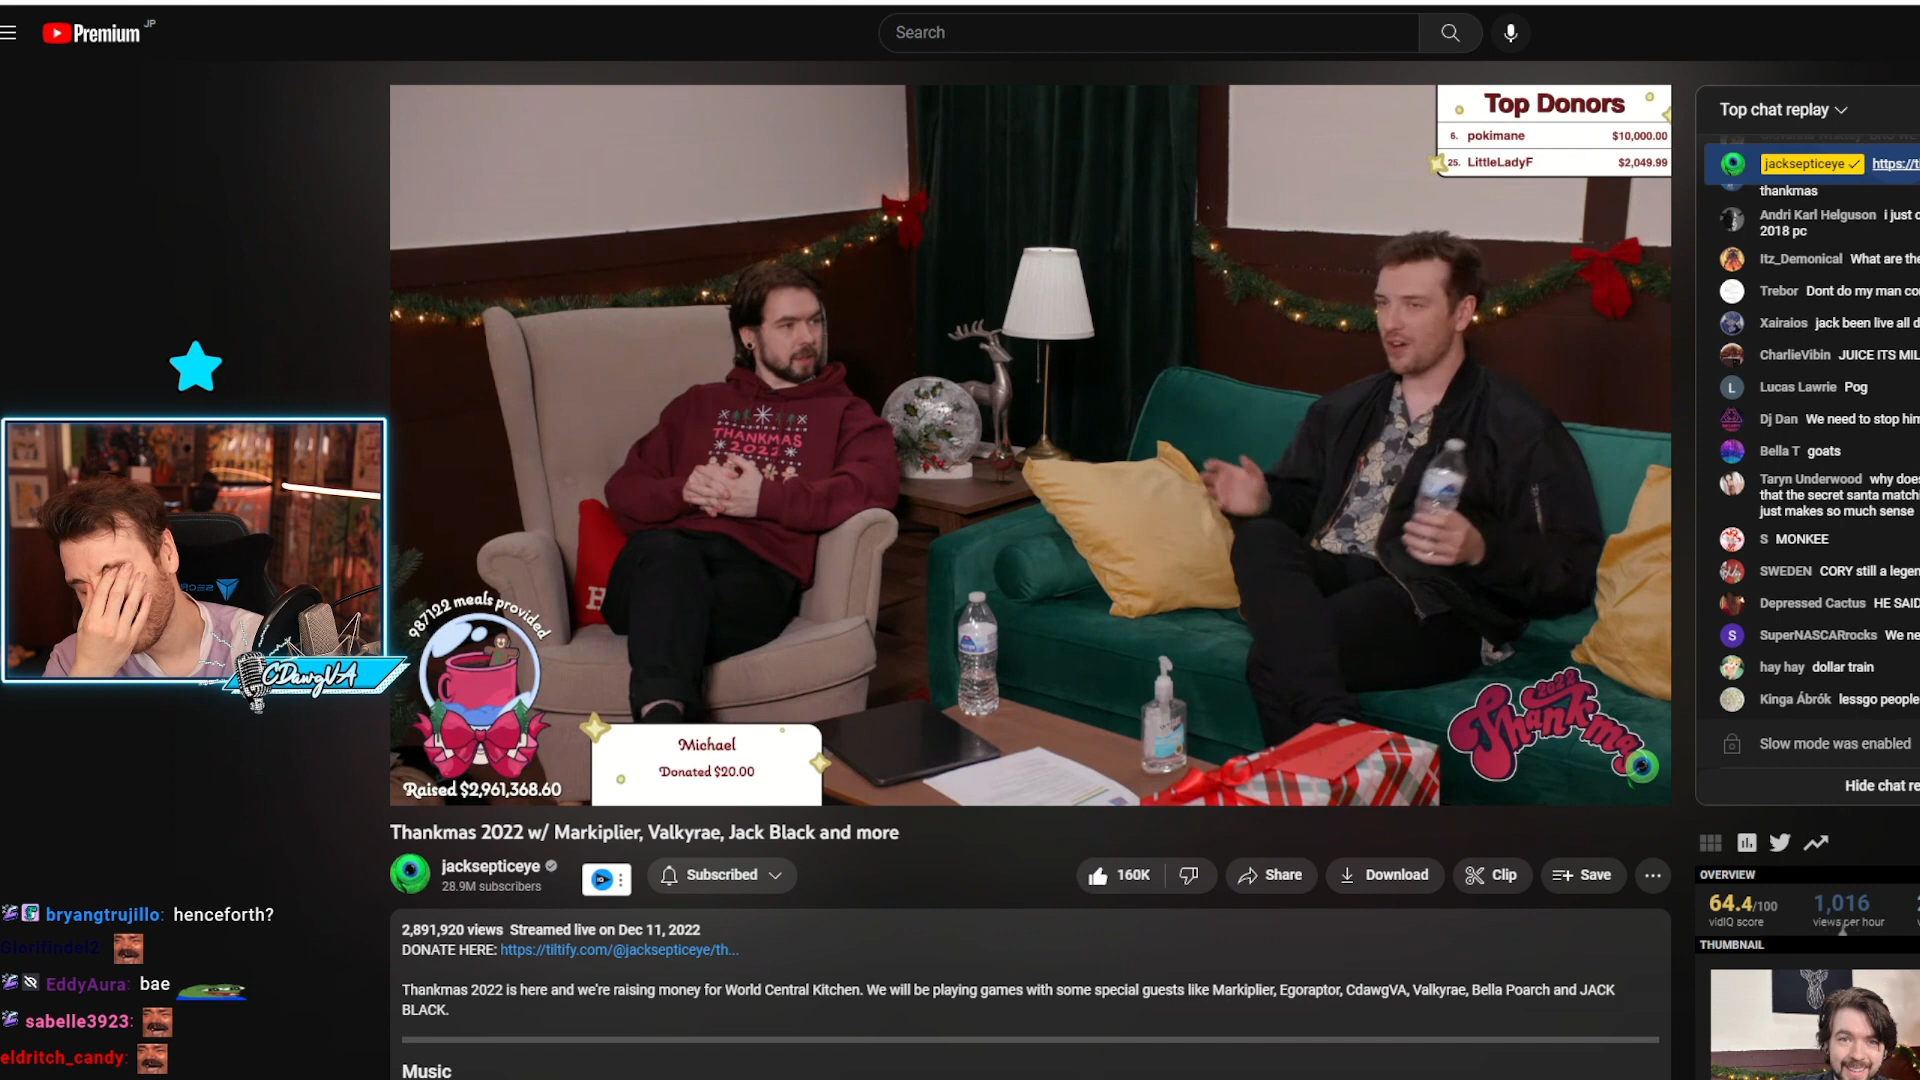 Premium JP
Search
Top Donors
6. pokimane $10,000.00
25. LittleLadyF $2,049.99
THANKMAS
2022
H
987122 meals provided
Raised $2,961,368.60
Michael
Donated $20.00
2022
Thankmas
CDawgVA
Top chat replay
jacksepticeye https://ti
thankmas
Andri Karl Helguson i just
2018 pc
Itz_Demonical What are the
Trebor Dont do my man
Xairaios jack been live all
CharlieVibin JUICE ITS
L Lucas Lawrie Pog
Dj Dan We need to stop
Bella T goats
Taryn Underwood why
that the secret santa
just makes so much sense
S MONKEE
SWEDEN CORY still a
Depressed Cactus HE SAID
S SuperNASCARrocks We
hay hay dollar train
Kinga Ábrók lessgo people
Slow mode was enabled
Hide chat
Thankmas 2022 w/ Markiplier, Valkyrae, Jack Black and more
jacksepticeye
28.9M subscribers
Subscribed
160K
Share
Download
Clip
Save
2,891,920 views Streamed live on Dec 11, 2022
DONATE HERE: https://tiltify.com/@jacksepticeye/th...
Thankmas 2022 is here and we're raising money for World Central Kitchen. We will be playing games with some special guests like Markiplier, Egoraptor, CdawgVA, Valkyrae, Bella Poarch and JACK
BLACK.
Music
OVERVIEW
64.4/100
vidIQ score
1,016
views per hour
THUMBNAIL
bryangtrujillo: henceforth?
Glorifindel2
EddyAura: bae
sabelle3923:
eldritch_candy: